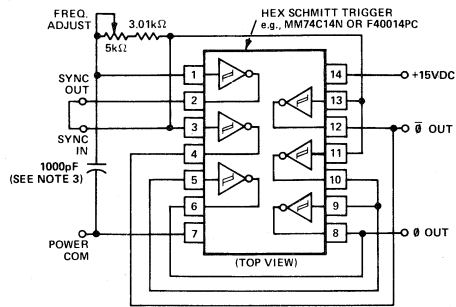 FREQ.
ADJUST
3.01kΩ
5kΩ
HEX SCHMITT TRIGGER
e.g., MM74C14N OR F40014PC
SYNC
OUT
SYNC
IN
1000pF
(SEE NOTE 3)
POWER
COM
1
2
3
4
5
6
7
14
13
12
11
10
9
8
+15VDC
Ø̅ OUT
Ø OUT
(TOP VIEW)